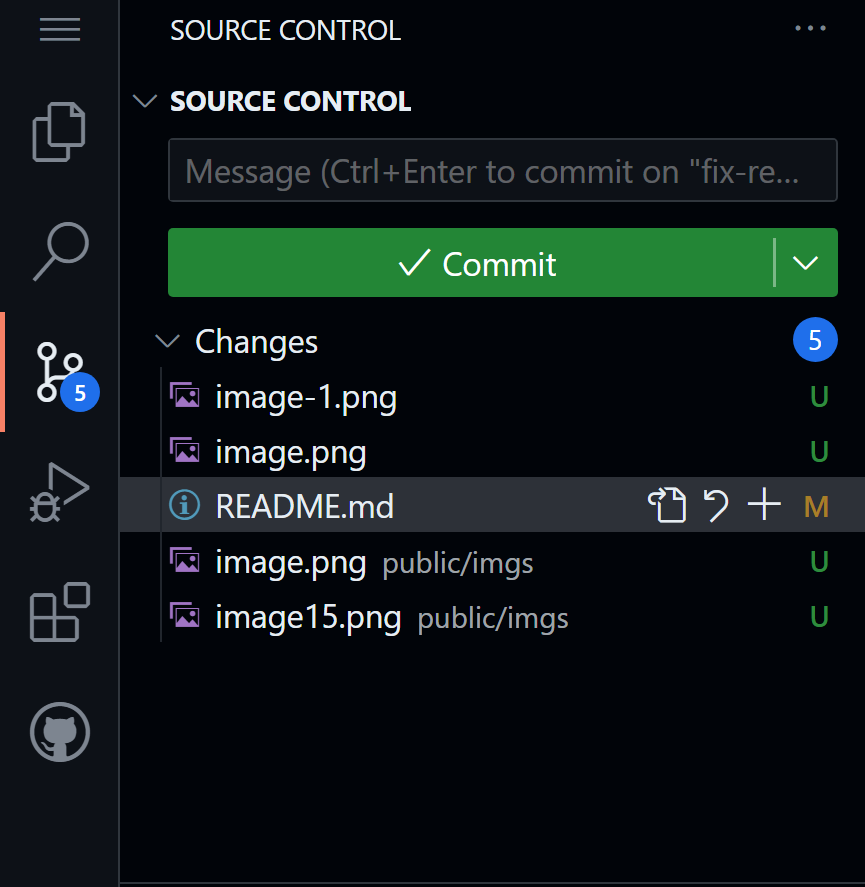 SOURCE CONTROL
SOURCE CONTROL
Message (Ctrl+Enter to commit on "fix-re...
Commit
Changes 5
image-1.png U
image.png U
5
README.md M
image.png public/imgs U
image15.png public/imgs U